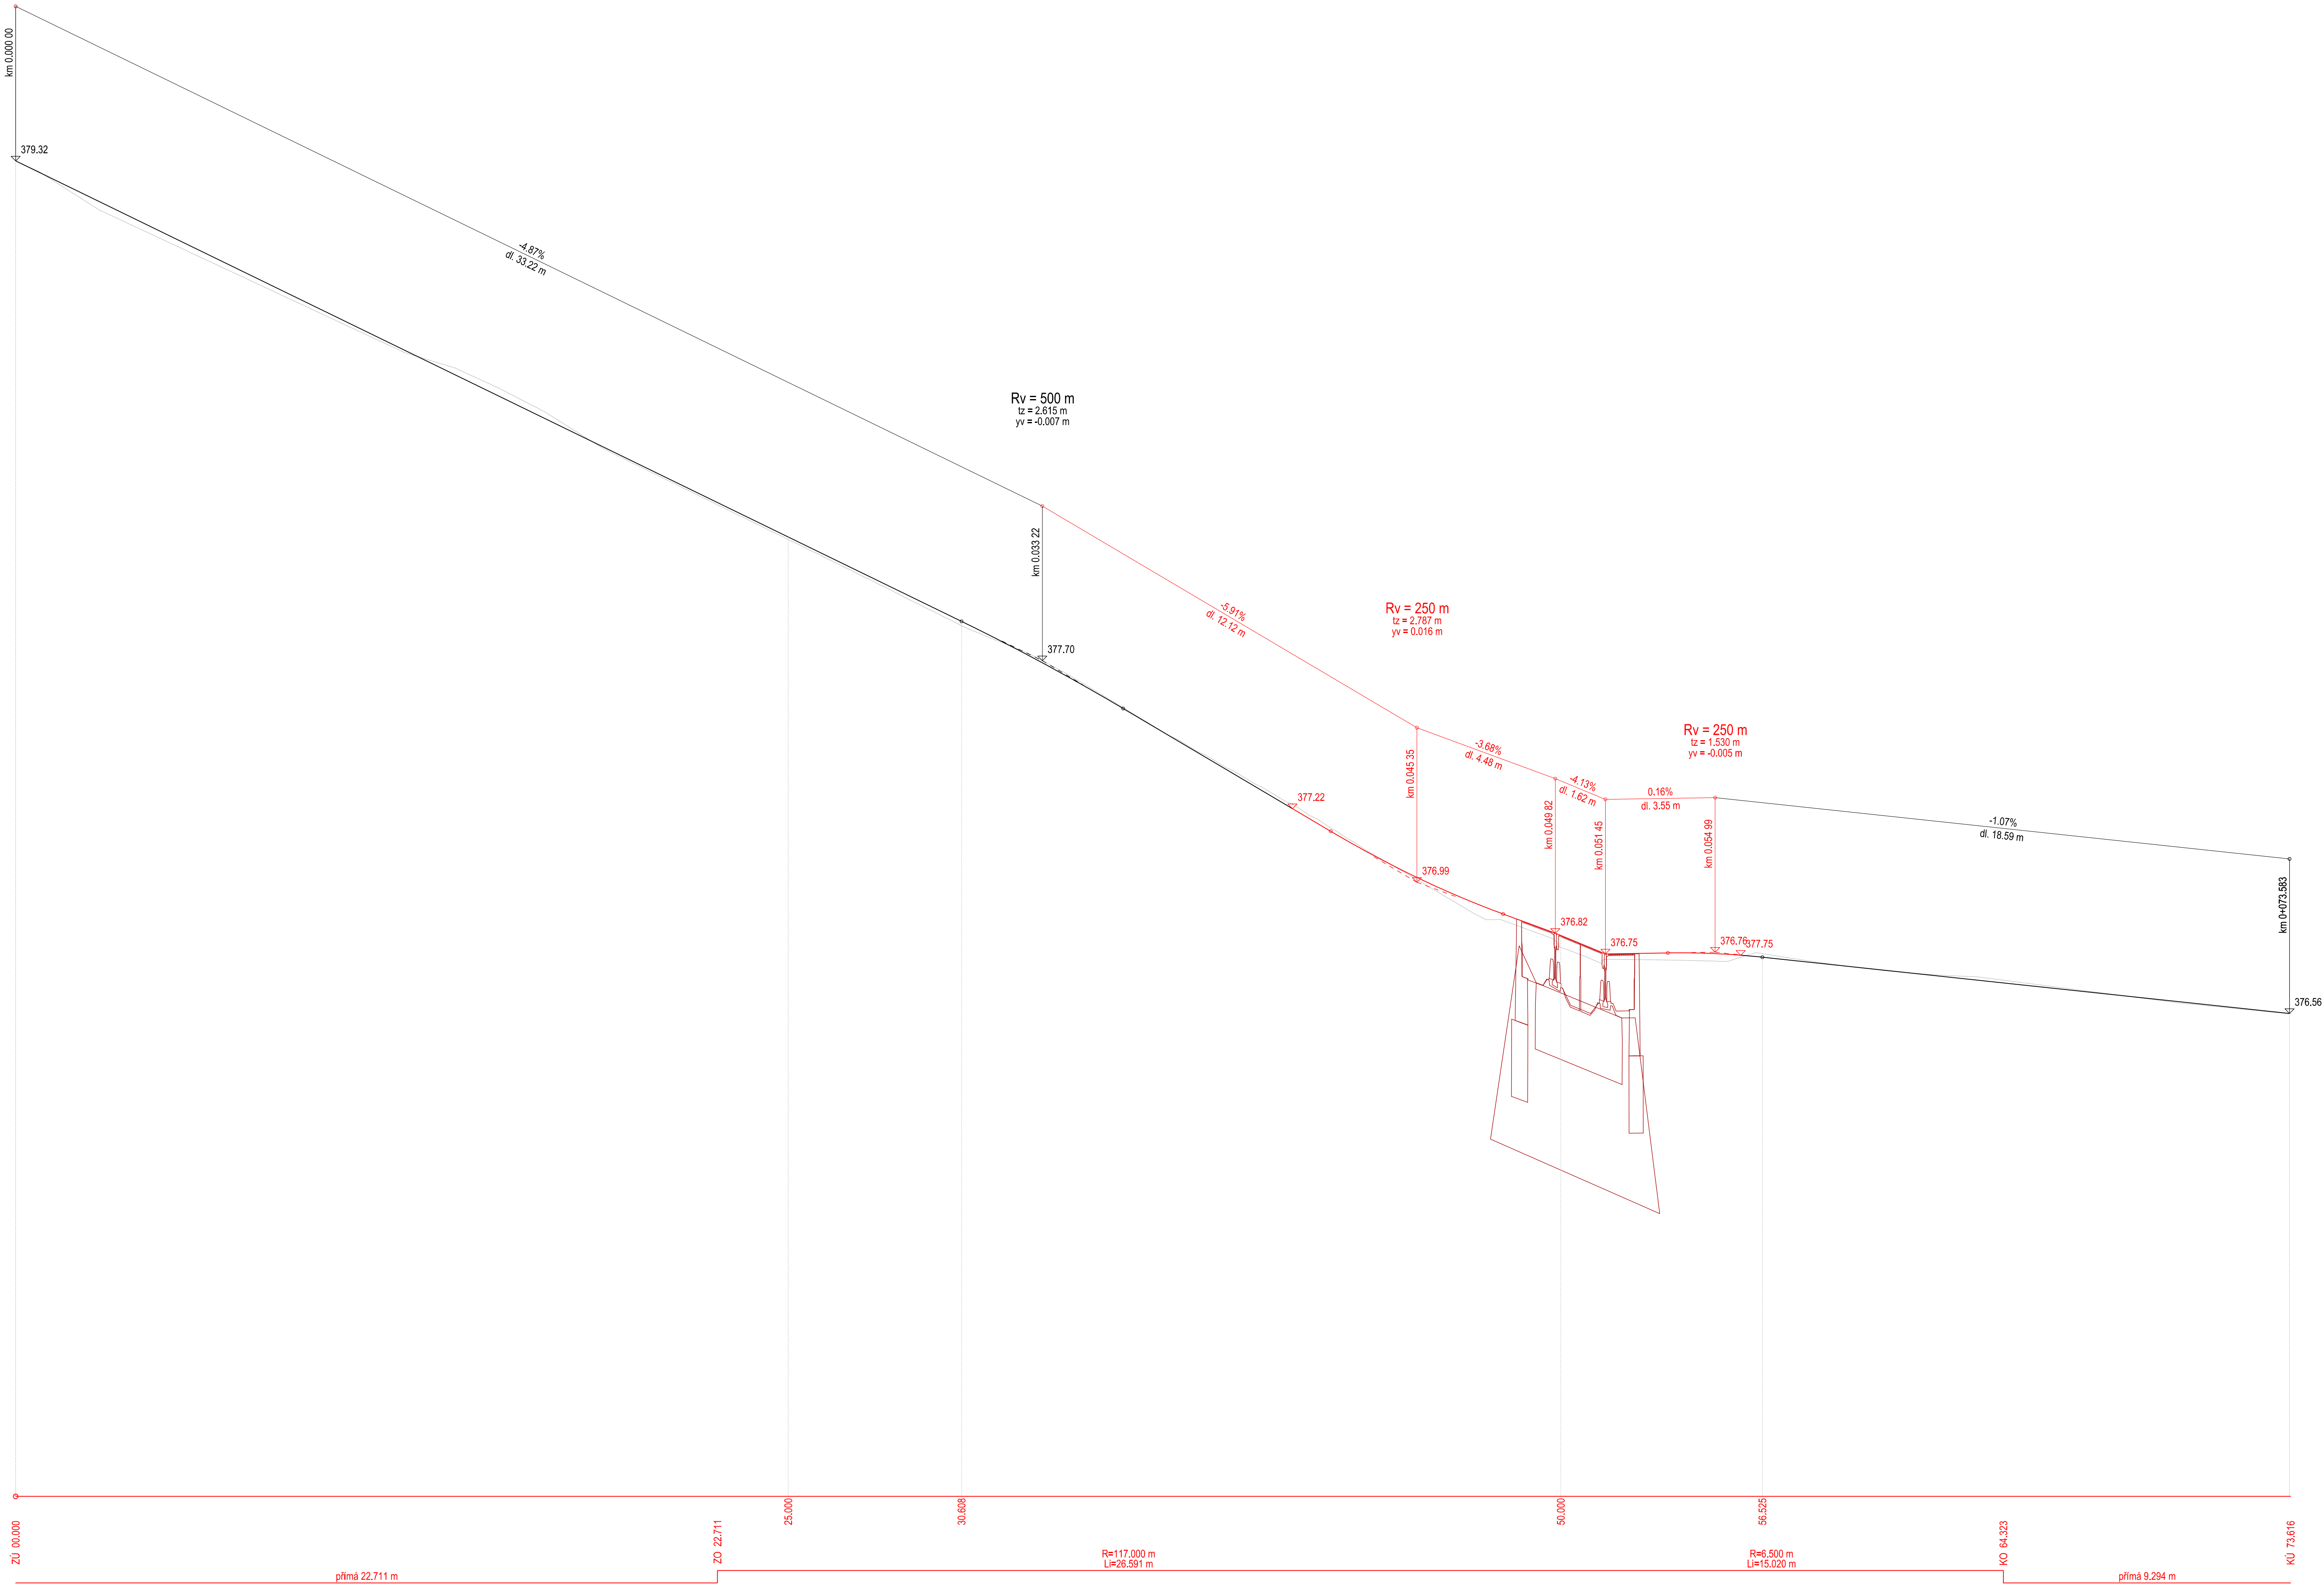 km 0.000 00
379.32
-4.87%
dl. 33.22 m
Rv = 500 m
tz = 2.615 m
yv = -0.007 m
km 0.033 22
377.70
-5.91%
dl. 12.12 m
377.22
Rv = 250 m
tz = 2.787 m
yv = 0.016 m
km 0.045 35
376.99
-3.68%
dl. 4.48 m
km 0.049 82
376.82
-4.13%
dl. 1.62 m
km 0.051 45
376.75
Rv = 250 m
tz = 1.530 m
yv = -0.005 m
0.16%
dl. 3.55 m
km 0.054 99
376.76
377.75
-1.07%
dl. 18.59 m
km 0+073.583
376.56
25.000
30.608
50.000
56.525
ZÚ 00.000
ZO 22.711
KO 64.323
KÚ 73.616
R=117.000 m
Li=26.591 m
R=6.500 m
Li=15.020 m
přímá 22.711 m
přímá 9.294 m